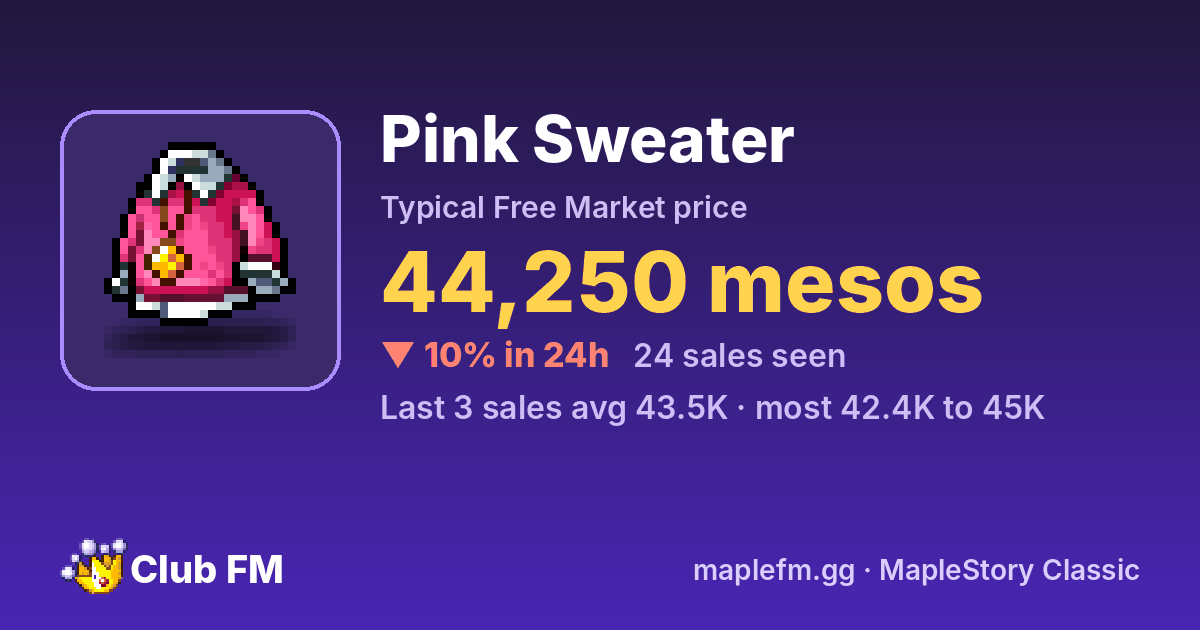 Pink Sweater
Typical Free Market price
44,250 mesos
▼ 10% in 24h 24 sales seen
Last 3 sales avg 43.5K · most 42.4K to 45K
Club FM
maplefm.gg · MapleStory Classic